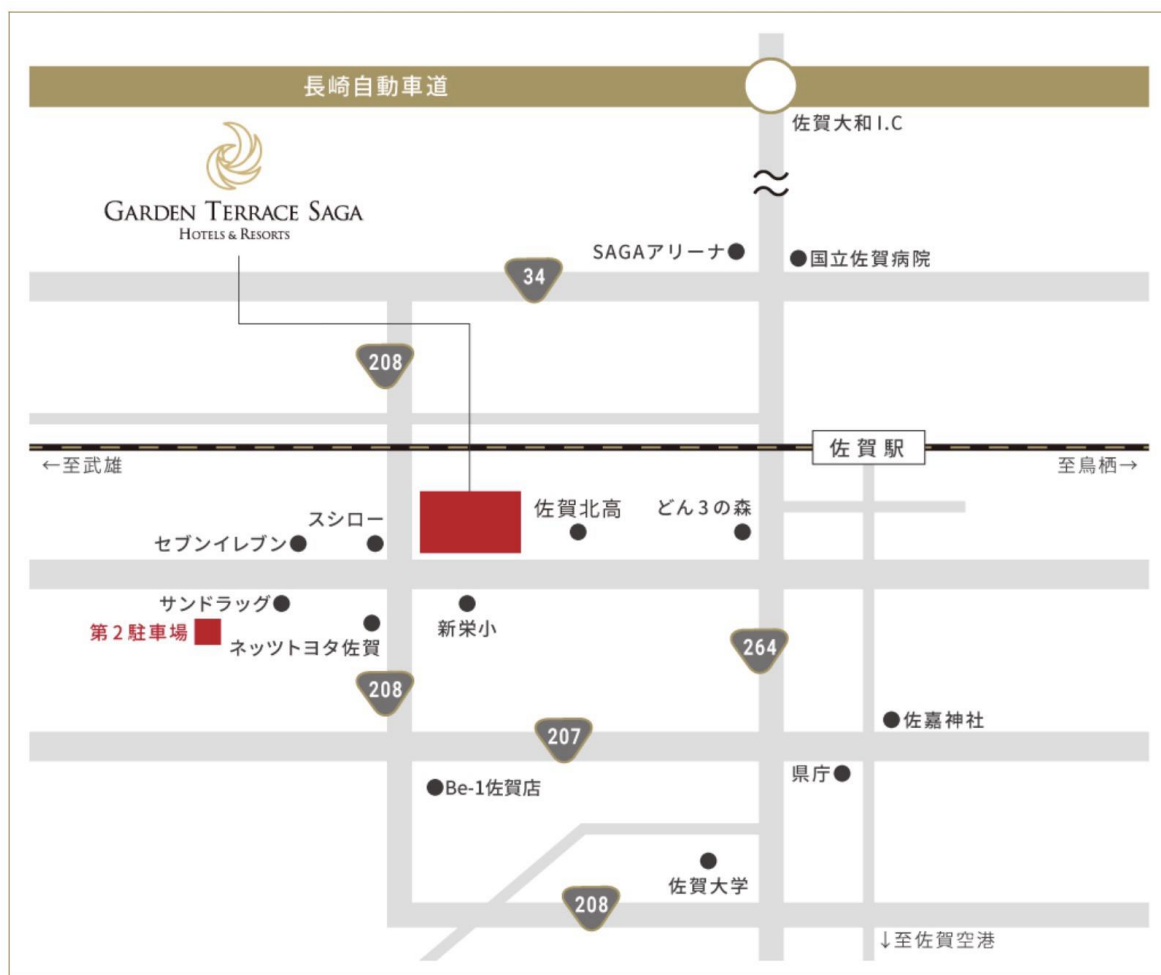 長崎自動車道
佐賀大和I.C
GARDEN TERRACE SAGA
HOTELS & RESORTS
SAGAアリーナ
国立佐賀病院
34
208
佐賀駅
←至武雄
至鳥栖→
スシロー
佐賀北高
どん3の森
セブンイレブン
サンドラッグ
第2駐車場
ネッツトヨタ佐賀
新栄小
264
208
207
佐嘉神社
県庁
Be-1佐賀店
佐賀大学
208
↓至佐賀空港